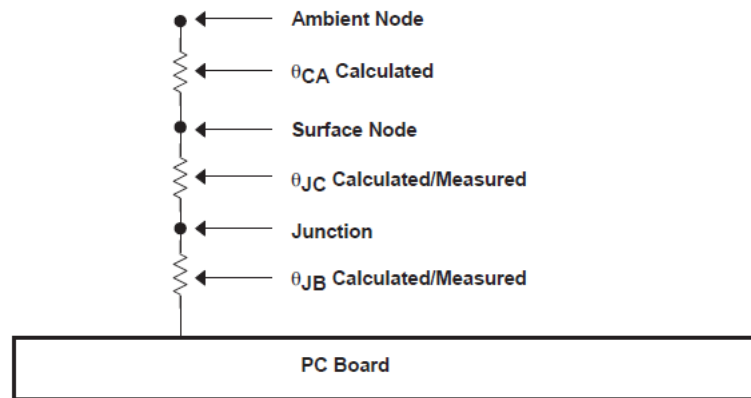 Ambient Node
θCA Calculated
Surface Node
θJC Calculated/Measured
Junction
θJB Calculated/Measured
PC Board